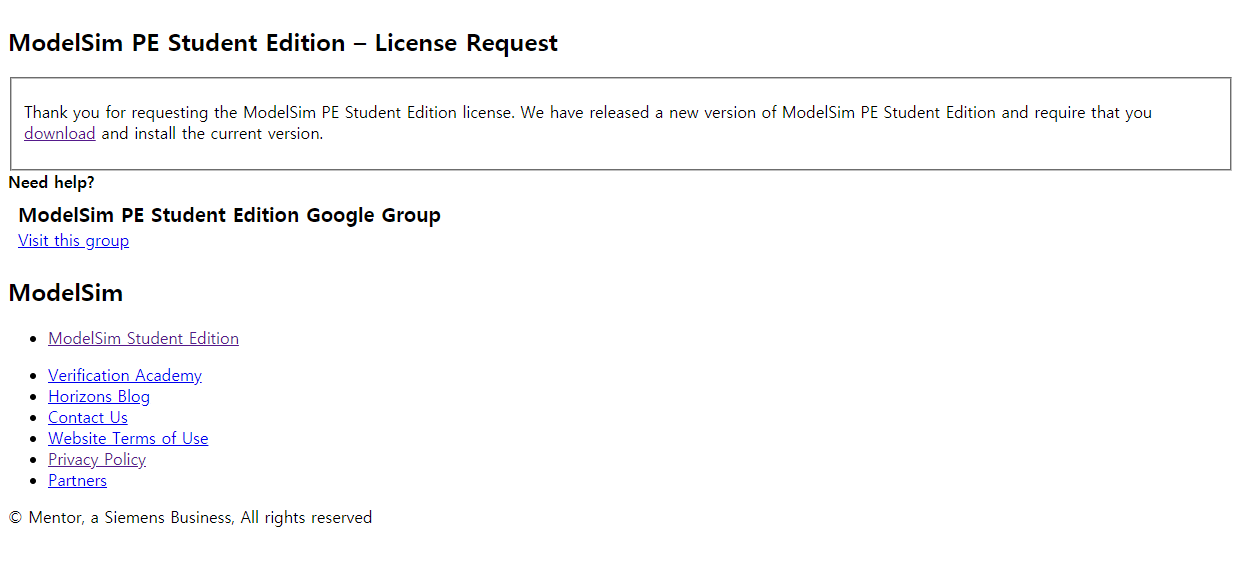 ModelSim PE Student Edition – License Request
Thank you for requesting the ModelSim PE Student Edition license. We have released a new version of ModelSim PE Student Edition and require that you
download and install the current version.
Need help?
ModelSim PE Student Edition Google Group
Visit this group
ModelSim
• ModelSim Student Edition
• Verification Academy
• Horizons Blog
• Contact Us
• Website Terms of Use
• Privacy Policy
• Partners
© Mentor, a Siemens Business, All rights reserved